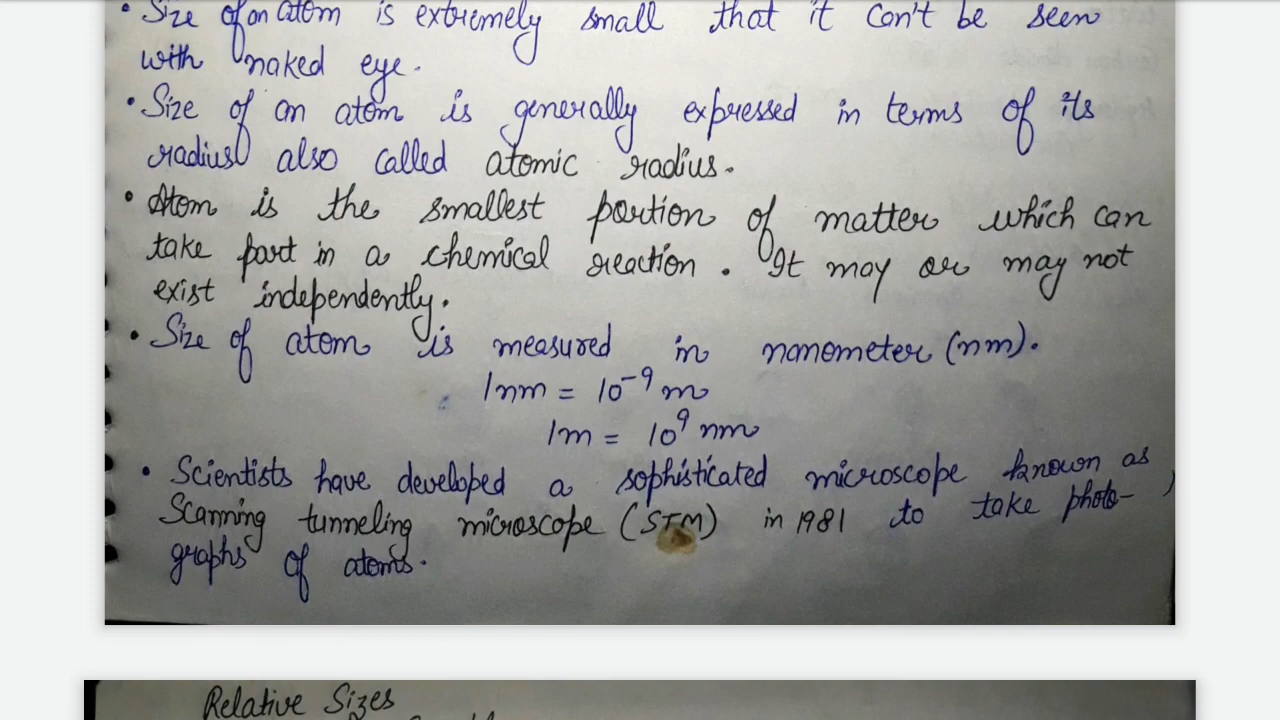 • Size of an atom is extremely small that it can't be seen
with naked eye.
• Size of an atom is generally expressed in terms of its
radius also called atomic radius.
• Atom is the smallest portion of matter which can
take part in a chemical reaction. It may or may not
exist independently.
• Size of atom is measured in nanometer (nm).
1nm = 10⁻⁹ m
1m = 10⁹ nm
• Scientists have developed a sophisticated microscope known as,
Scanning tunneling microscope (STM) in 1981 to take photo-
graphs of atoms.
Relative Sizes